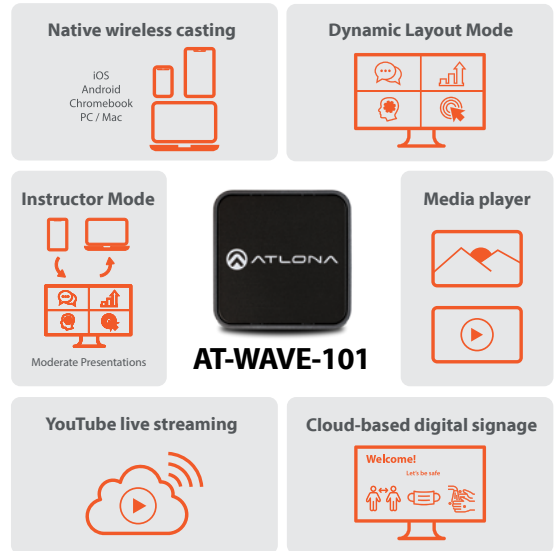 Native wireless casting
iOS
Android
Chromebook
PC / Mac
Dynamic Layout Mode
Instructor Mode
Moderate Presentations
ATLONA
AT-WAVE-101
Media player
YouTube live streaming
Cloud-based digital signage
Welcome!
Let's be safe